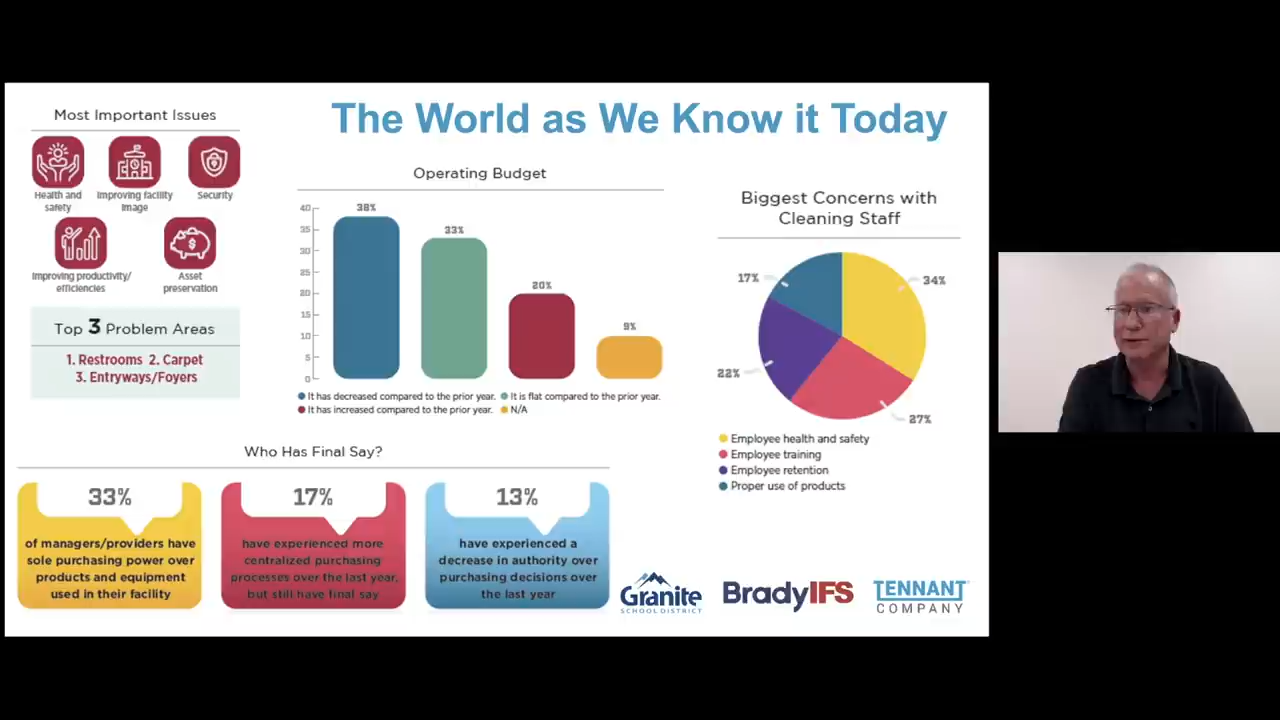 The World as We Know it Today
Most Important Issues
Health and
safety
Improving facility
image
Security
Improving productivity/
efficiencies
Asset
preservation
Top 3 Problem Areas
1. Restrooms 2. Carpet
3. Entryways/Foyers
Operating Budget
40
35
30
25
20
15
10
5
0
38%
33%
20%
9%
It has decreased compared to the prior year. It is flat compared to the prior year.
It has increased compared to the prior year. N/A
Biggest Concerns with
Cleaning Staff
17%
34%
22%
27%
Employee health and safety
Employee training
Employee retention
Proper use of products
Who Has Final Say?
33%
of managers/providers have
sole purchasing power over
products and equipment
used in their facility
17%
have experienced more
centralized purchasing
processes over the last year,
but still have final say
13%
have experienced a
decrease in authority over
purchasing decisions over
the last year
Granite
SCHOOL DISTRICT
BradyIFS
TENNANT
COMPANY